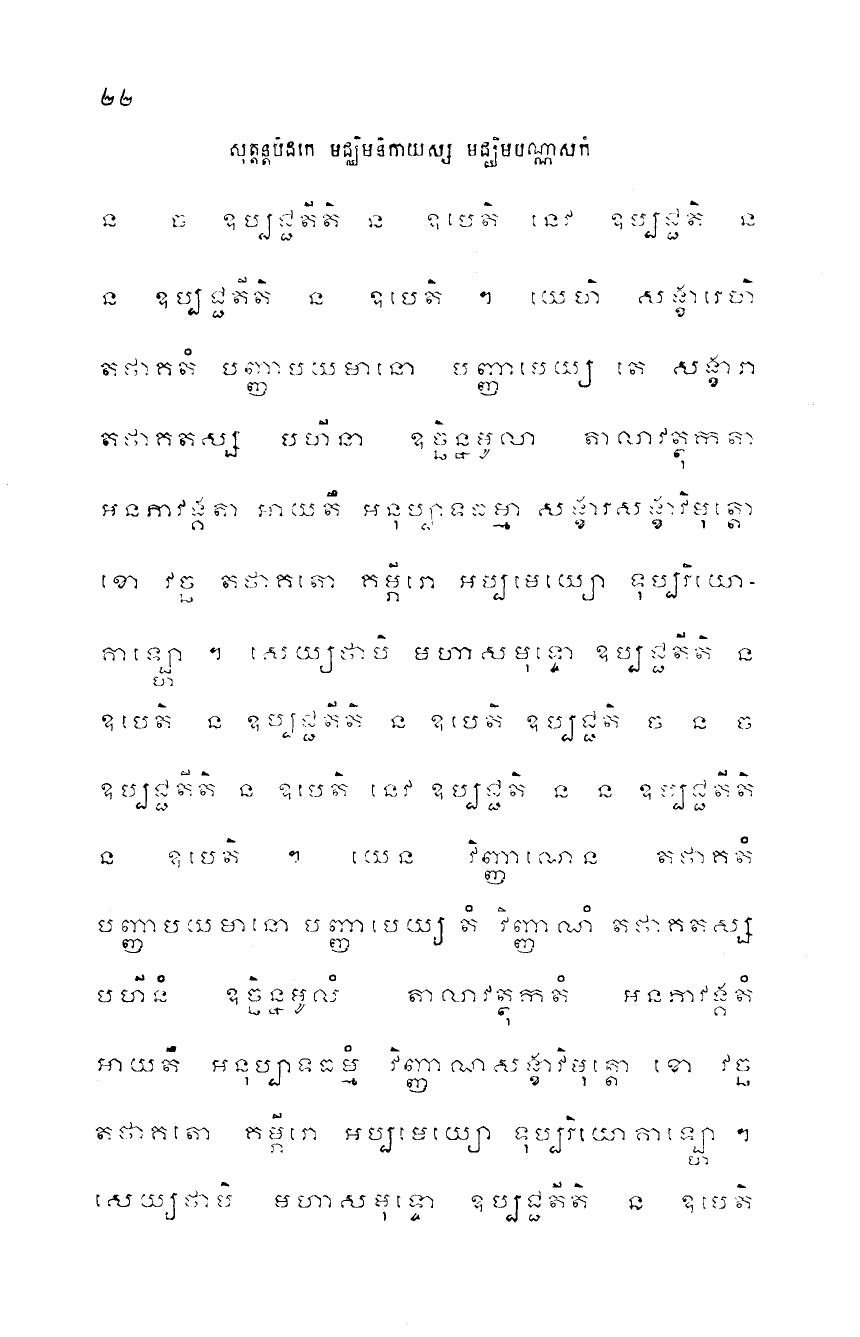 ២២
សុត្តន្តបិដកេ មជ្ឈិមនិកាយស្ស មជ្ឈិមបណ្ណាសកំ
ន ច ឧប្បជ្ជតីតិ ន ឧបេតិ នេវ ឧប្បជ្ជតិ ន
ន ឧប្បជ្ជតីតិ ន ឧបេតិ ។ យេហិ សង្ខារេហិ
តថាគតំ បញ្ញាបយមានោ បញ្ញាបេយ្យ តេ សង្ខារា
តថាគតស្ស បហីនា ឧច្ឆិន្នមូលា តាលាវត្ថុកតា
អនភាវង្គតា អាយតឹ អនុប្បាទធម្មា សង្ខារសង្ខាវិមុត្តោ
ខោ វច្ឆ តថាគតោ គម្ភីរោ អប្បមេយ្យោ ទុប្បរិយោ-
គាឡ្ហោ ។ សេយ្យថាបិ មហាសមុទ្ទោ ឧប្បជ្ជតីតិ ន
ឧបេតិ ន ឧប្បជ្ជតីតិ ន ឧបេតិ ឧប្បជ្ជតិ ច ន ច
ឧប្បជ្ជតីតិ ន ឧបេតិ នេវ ឧប្បជ្ជតិ ន ន ឧប្បជ្ជតីតិ
ន ឧបេតិ ។ យេន វិញ្ញាណេន តថាគតំ
បញ្ញាបយមានោ បញ្ញាបេយ្យ តំ វិញ្ញាណំ តថាគតស្ស
បហីនំ ឧច្ឆិន្នមូលំ តាលាវត្ថុកតំ អនភាវង្គតំ
អាយតឹ អនុប្បាទធម្មំ វិញ្ញាណសង្ខាវិមុត្តោ ខោ វច្ឆ
តថាគតោ គម្ភីរោ អប្បមេយ្យោ ទុប្បរិយោគាឡ្ហោ ។
សេយ្យថាបិ មហាសមុទ្ទោ ឧប្បជ្ជតីតិ ន ឧបេតិ